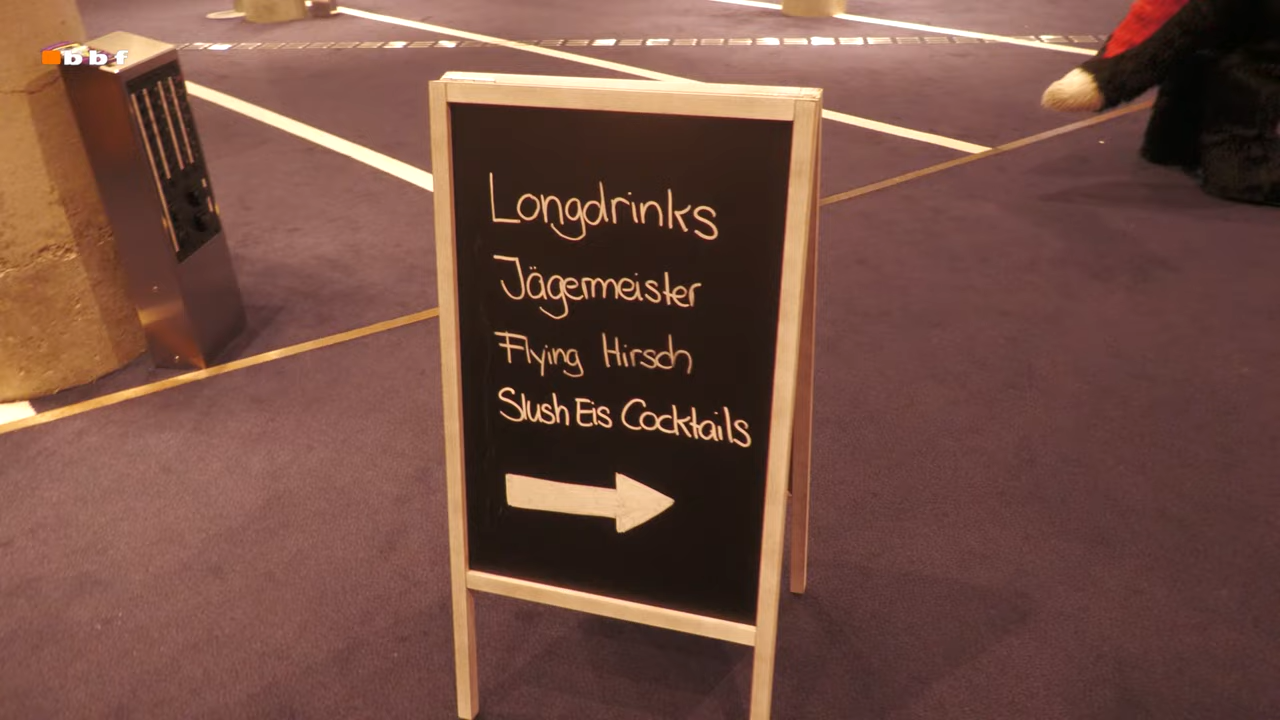 bbf
Longdrinks
Jägermeister
Flying Hirsch
Slush Eis Cocktails